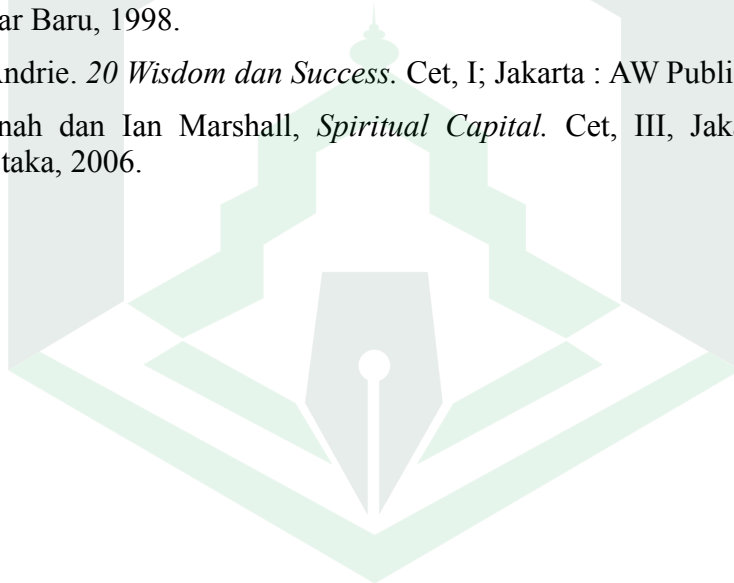 ar Baru, 1998.
Andrie. 20 Wisdom dan Success. Cet, I; Jakarta : AW Publi
nah dan Ian Marshall, Spiritual Capital. Cet, III, Jaka
taka, 2006.